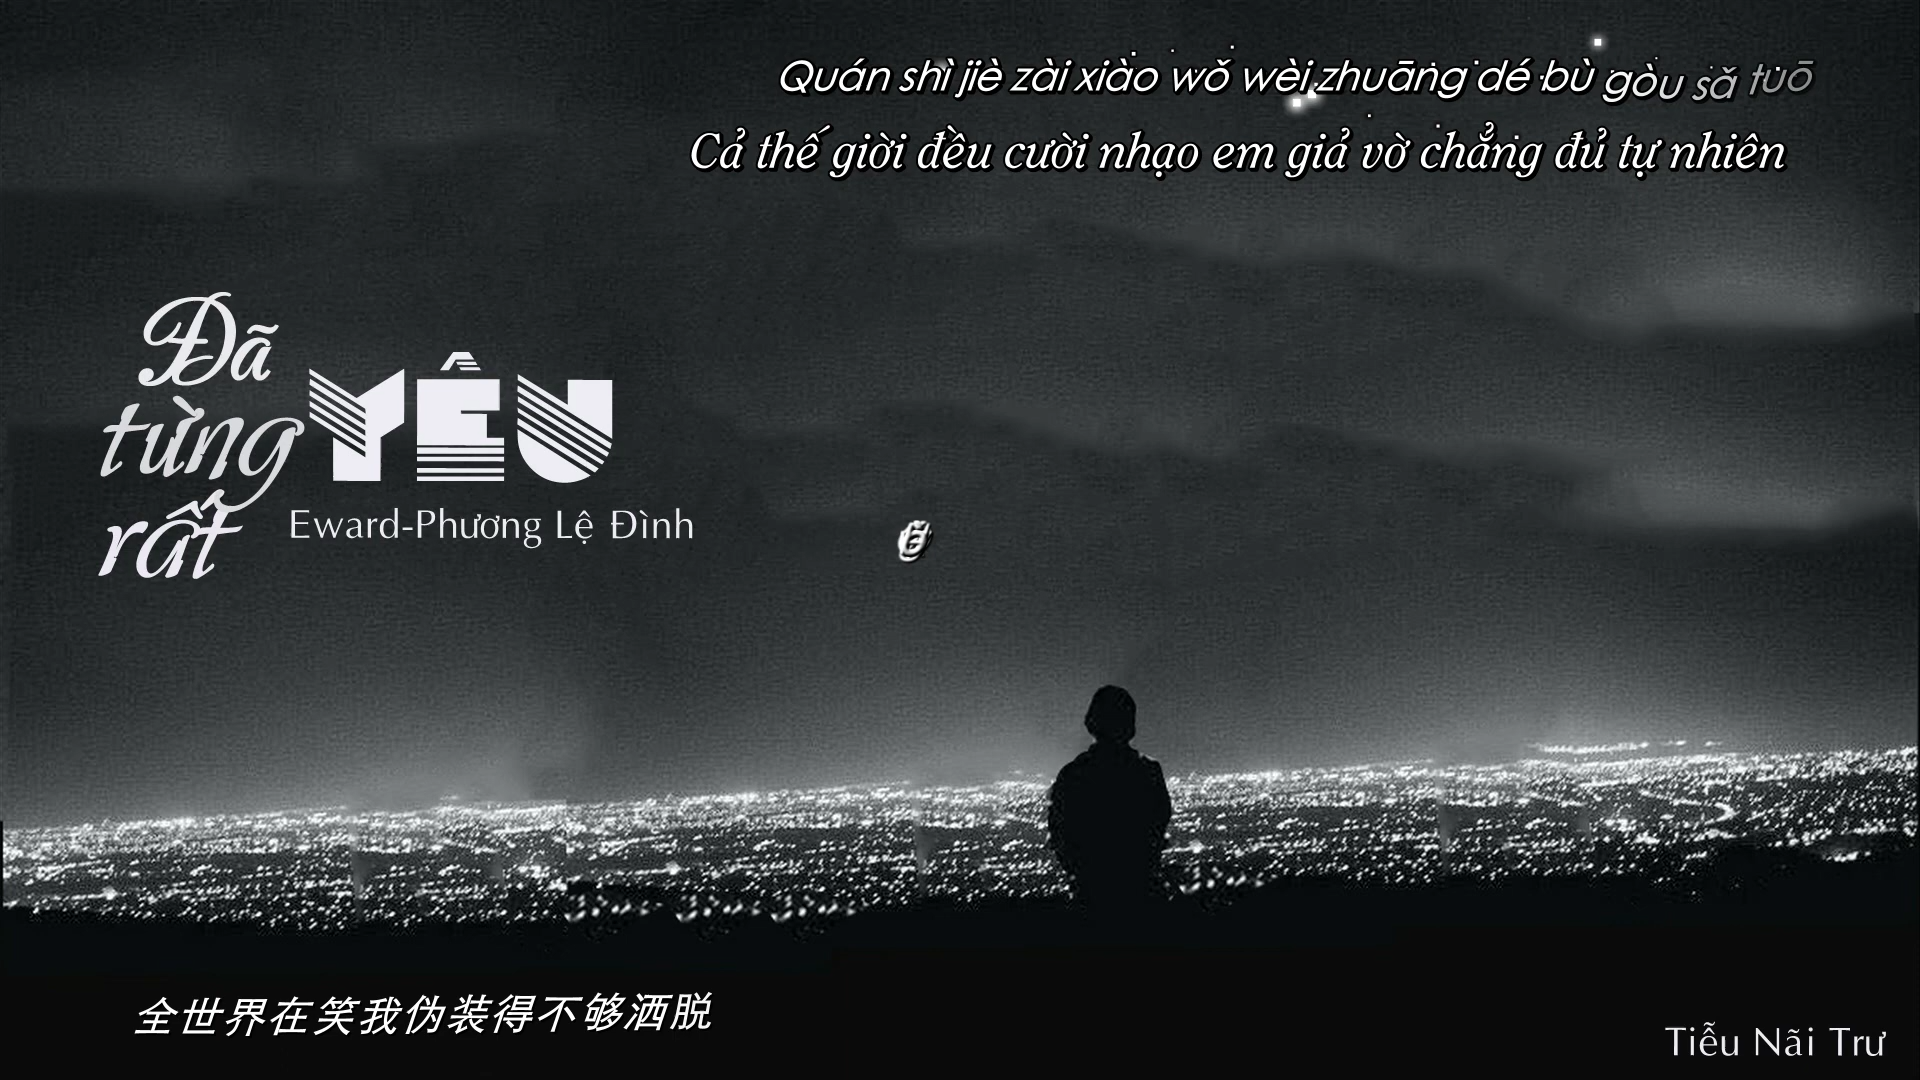 Quán shì jiè zài xiào wǒ wèi zhuāng dé bù gòu sǎ tuō
Cả thế giới đều cười nhạo em giả vờ chẳng đủ tự nhiên
Đã
từng
rất
YÊU
Eward-Phương Lệ Đình
全世界在笑我伪装得不够洒脱
Tiễu Nãi Trư